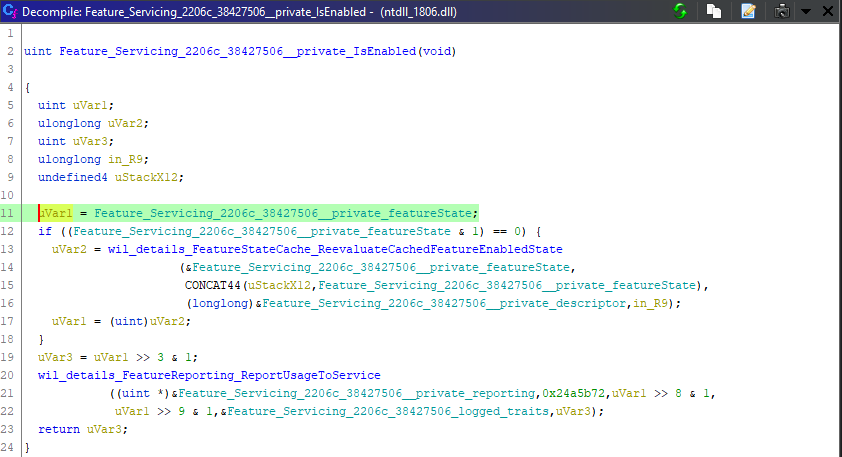 Decompile: Feature_Servicing_2206c_38427506__private_IsEnabled - (ntdll_1806.dll)
1
2 uint Feature_Servicing_2206c_38427506__private_IsEnabled(void)
3
4 {
5 uint uVar1;
6 ulonglong uVar2;
7 uint uVar3;
8 ulonglong in_R9;
9 undefined4 uStackX12;
10
11 uVar1 = Feature_Servicing_2206c_38427506__private_featureState;
12 if ((Feature_Servicing_2206c_38427506__private_featureState & 1) == 0) {
13 uVar2 = wil_details_FeatureStateCache_ReevaluateCachedFeatureEnabledState
14 (&Feature_Servicing_2206c_38427506__private_featureState,
15 CONCAT44(uStackX12,Feature_Servicing_2206c_38427506__private_featureState),
16 (longlong)&Feature_Servicing_2206c_38427506__private_descriptor,in_R9);
17 uVar1 = (uint)uVar2;
18 }
19 uVar3 = uVar1 >> 3 & 1;
20 wil_details_FeatureReporting_ReportUsageToService
21 ((uint *)&Feature_Servicing_2206c_38427506__private_reporting,0x24a5b72,uVar1 >> 8 & 1,
22 uVar1 >> 9 & 1,&Feature_Servicing_2206c_38427506_logged_traits,uVar3);
23 return uVar3;
24 }